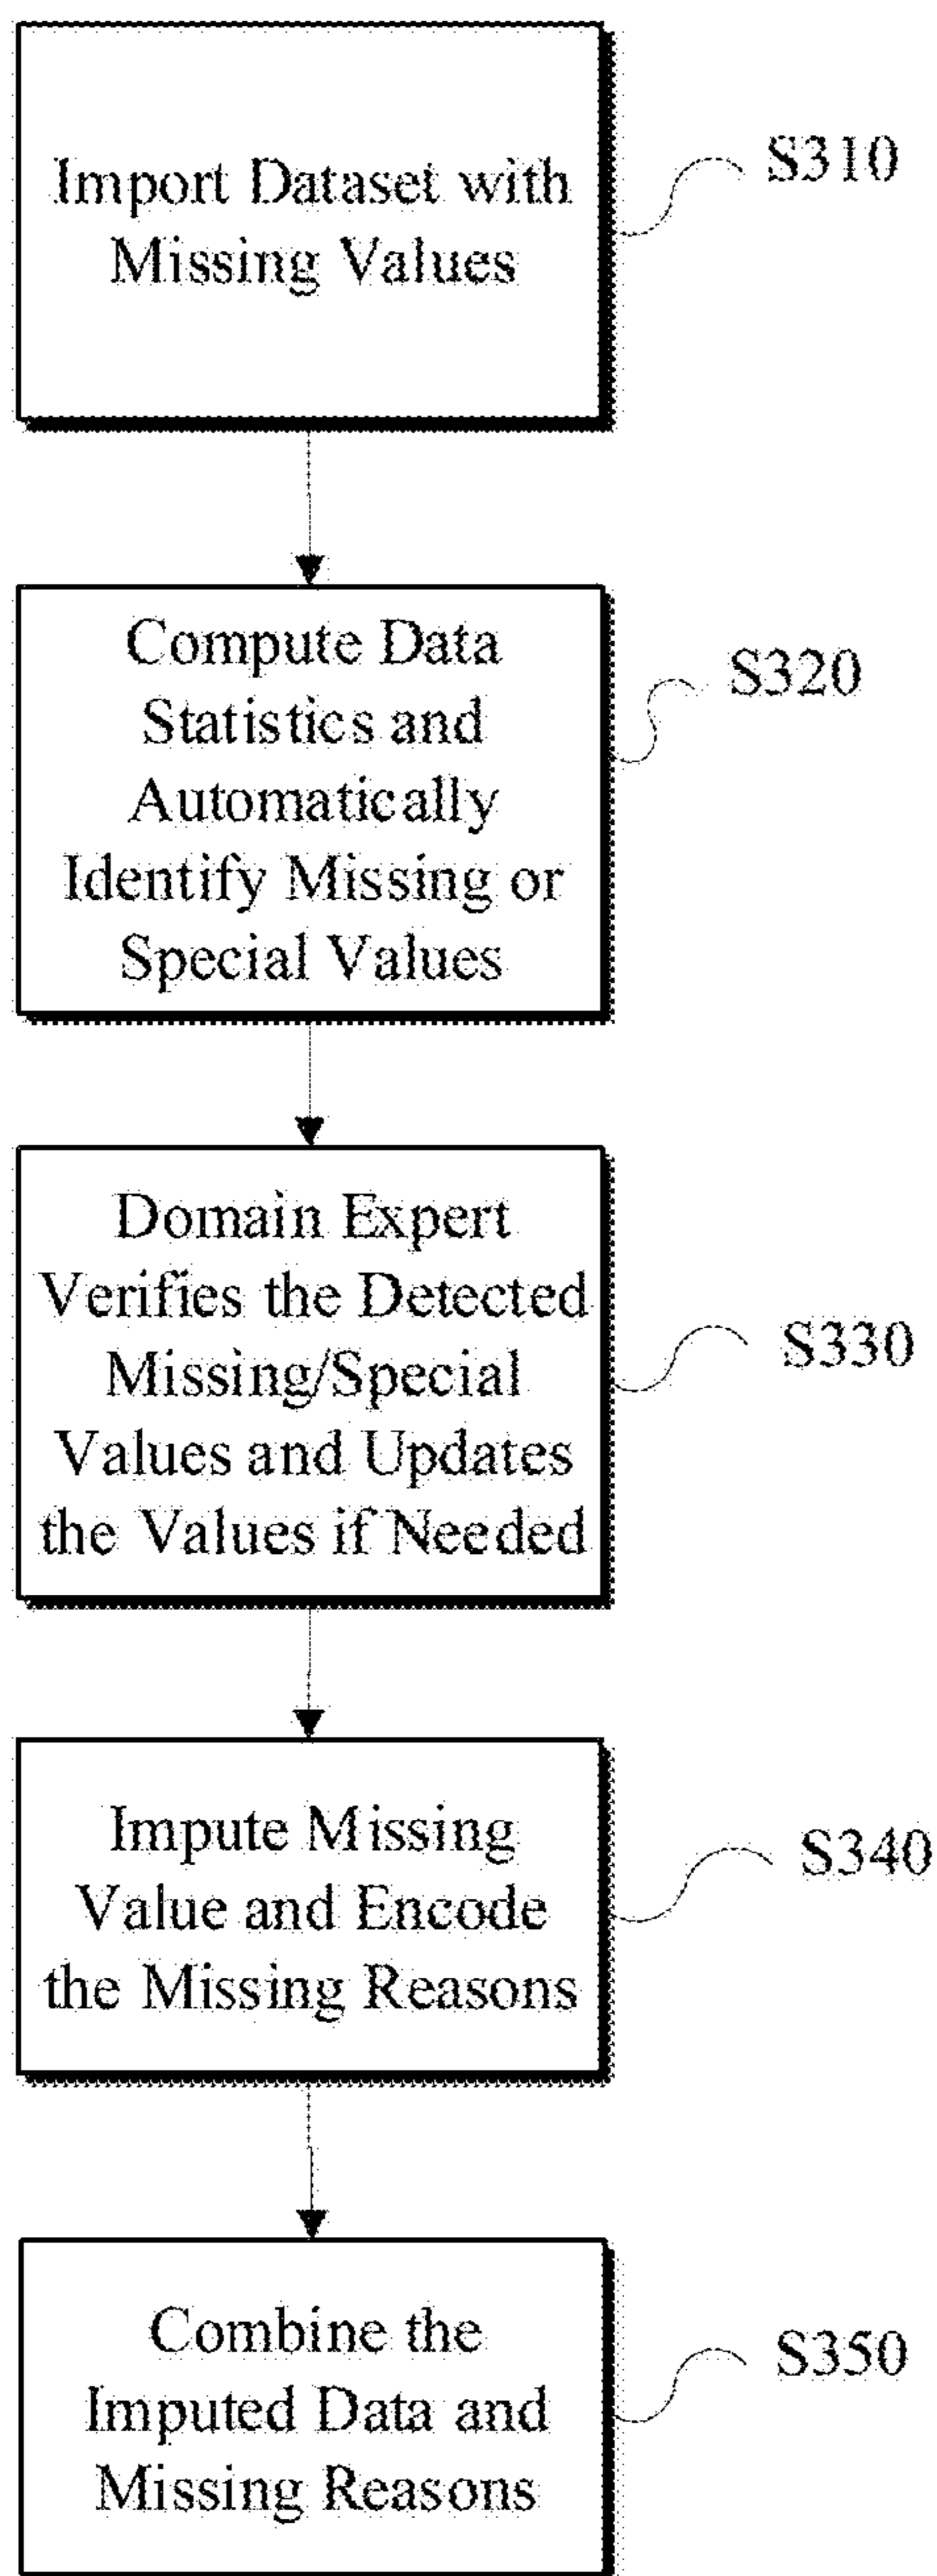 Import Dataset with
Missing Values
S310
Compute Data
Statistics and
Automatically
Identify Missing or
Special Values
S320
Domain Expert
Verifies the Detected
Missing/Special
Values and Updates
the Values if Needed
S330
Impute Missing
Value and Encode
the Missing Reasons
S340
Combine the
Imputed Data and
Missing Reasons
S350